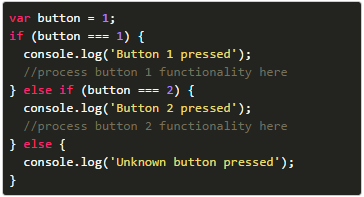 var button = 1;
if (button === 1) {
  console.log('Button 1 pressed');
  //process button 1 functionality here
} else if (button === 2) {
  console.log('Button 2 pressed');
  //process button 2 functionality here
} else {
  console.log('Unknown button pressed');
}